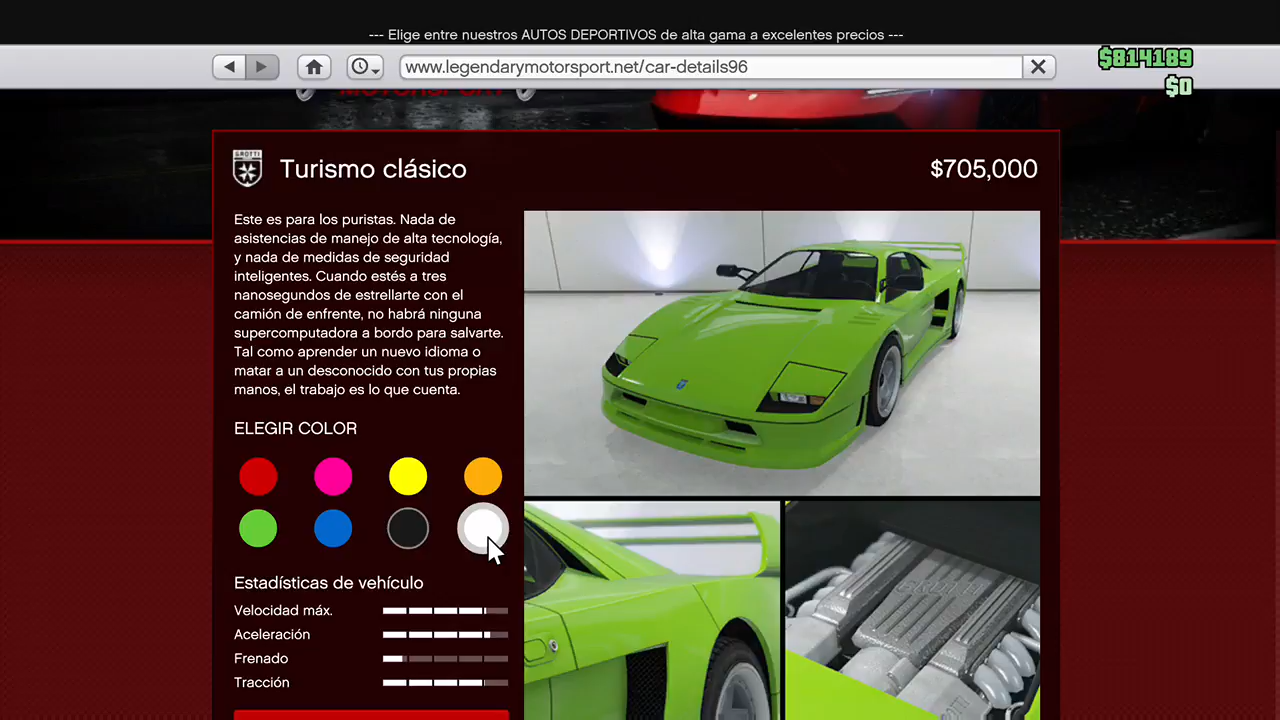 --- Elige entre nuestros AUTOS DEPORTIVOS de alta gama a excelentes precios ---
www.legendarymotorsport.net/car-details96
$814189
$0
MOTORSPORT
GROTTI
Turismo clásico
$705,000
Este es para los puristas. Nada de
asistencias de manejo de alta tecnología,
y nada de medidas de seguridad
inteligentes. Cuando estés a tres
nanosegundos de estrellarte con el
camión de enfrente, no habrá ninguna
supercomputadora a bordo para salvarte.
Tal como aprender un nuevo idioma o
matar a un desconocido con tus propias
manos, el trabajo es lo que cuenta.
ELEGIR COLOR
Estadísticas de vehículo
Velocidad máx.
Aceleración
Frenado
Tracción